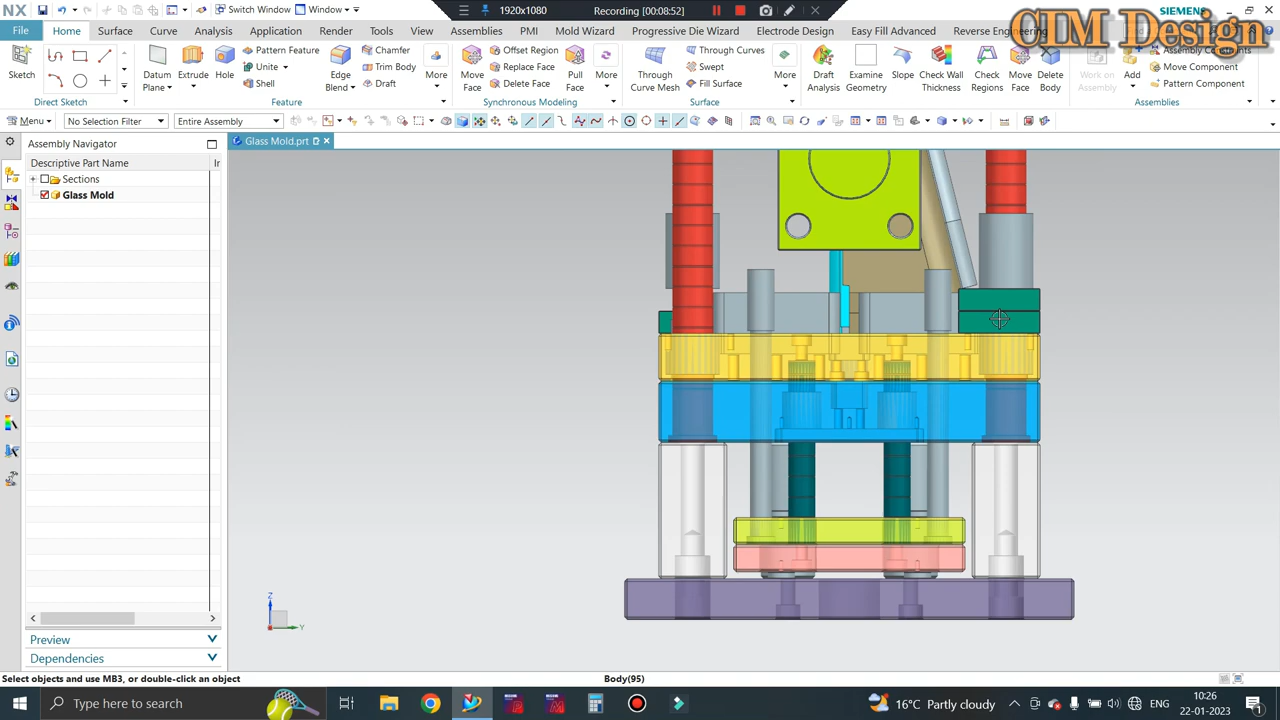 NX Switch Window Window 1920x1080 Recording [00:08:52] SIEMENS
CIM Design
File Home Surface Curve Analysis Application Render Tools View Assemblies PMI Mold Wizard Progressive Die Wizard Electrode Design Easy Fill Advanced Reverse Engineering
Sketch
Direct Sketch
Datum Plane Extrude Hole
Pattern Feature
Unite
Shell
Edge Blend
Chamfer
Trim Body
Draft
More
Feature
Move Face
Offset Region
Replace Face
Delete Face
Pull Face
More
Synchronous Modeling
Through Curve Mesh
Through Curves
Swept
Fill Surface
More
Surface
Draft Analysis
Examine Geometry
Slope
Check Wall Thickness
Check Regions
Move Face
Delete Body
Work on Assembly
Add
Assembly Constraints
Move Component
Pattern Component
Assemblies
Menu No Selection Filter Entire Assembly
Assembly Navigator
Glass Mold.prt
Descriptive Part Name Ir
Sections
Glass Mold
Z
Y
Preview
Dependencies
Select objects and use MB3, or double-click an object
Body(95)
Type here to search
16°C Partly cloudy
ENG
10:26
22-01-2023